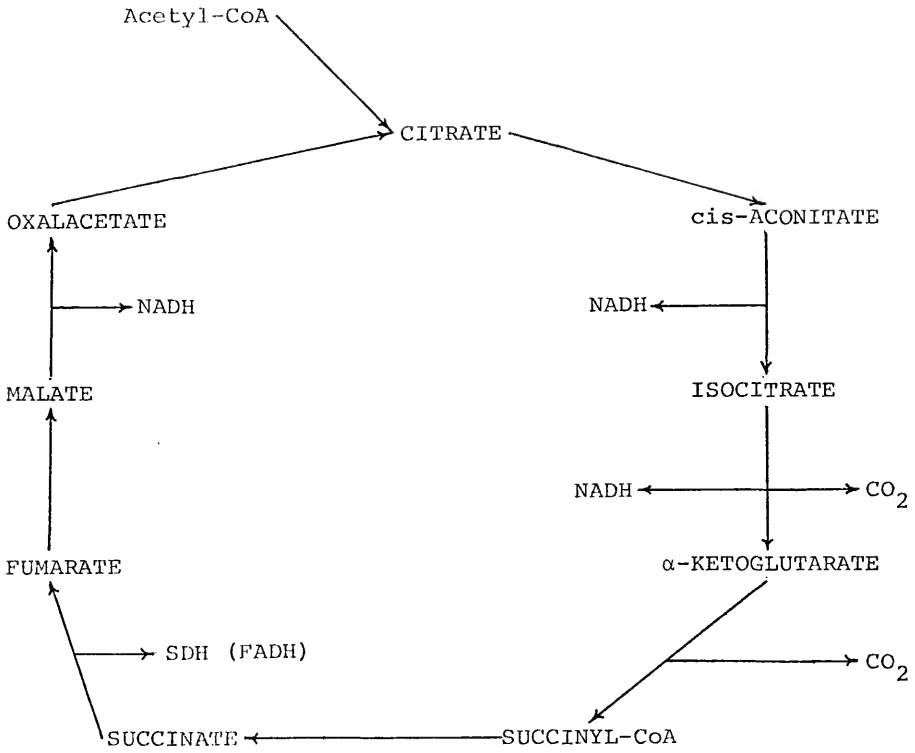 Acetyl-CoA
CITRATE
OXALACETATE
cis-ACONITATE
NADH
NADH
MALATE
ISOCITRATE
NADH
CO2
FUMARATE
α-KETOGLUTARATE
SDH (FADH)
CO2
SUCCINATE
SUCCINYL-CoA